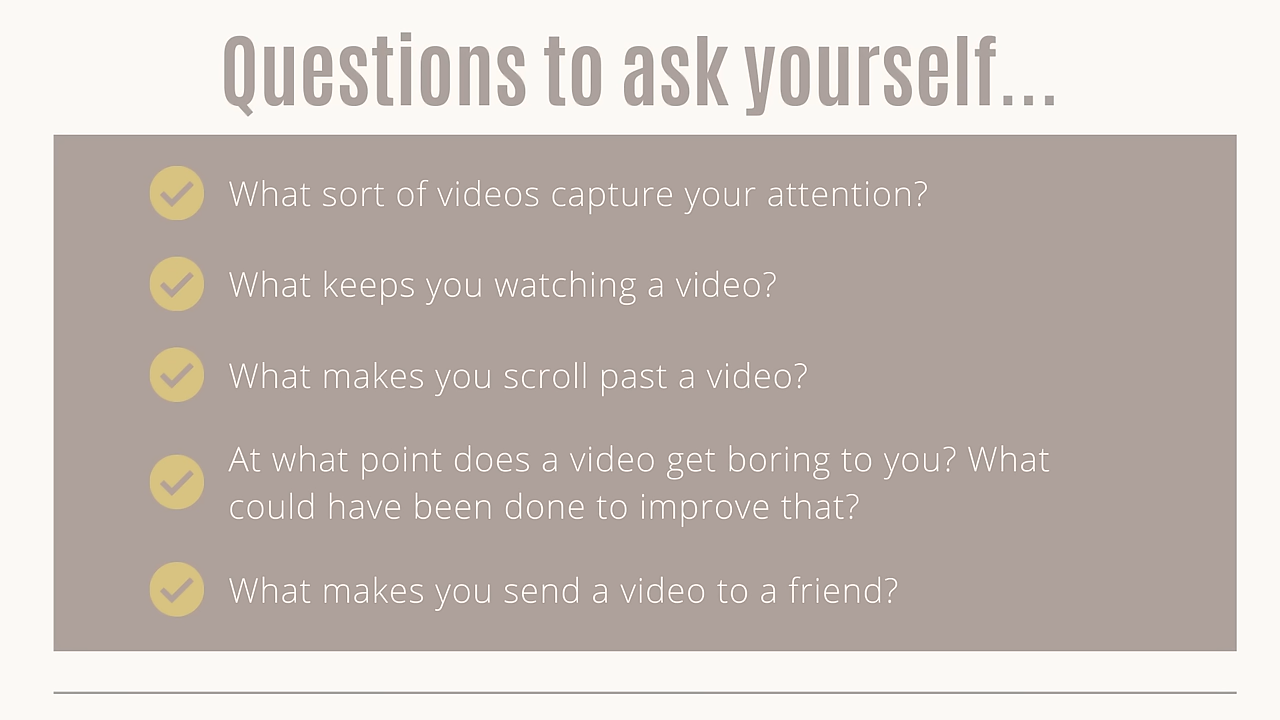 Questions to ask yourself...
What sort of videos capture your attention?
What keeps you watching a video?
What makes you scroll past a video?
At what point does a video get boring to you? What
could have been done to improve that?
What makes you send a video to a friend?